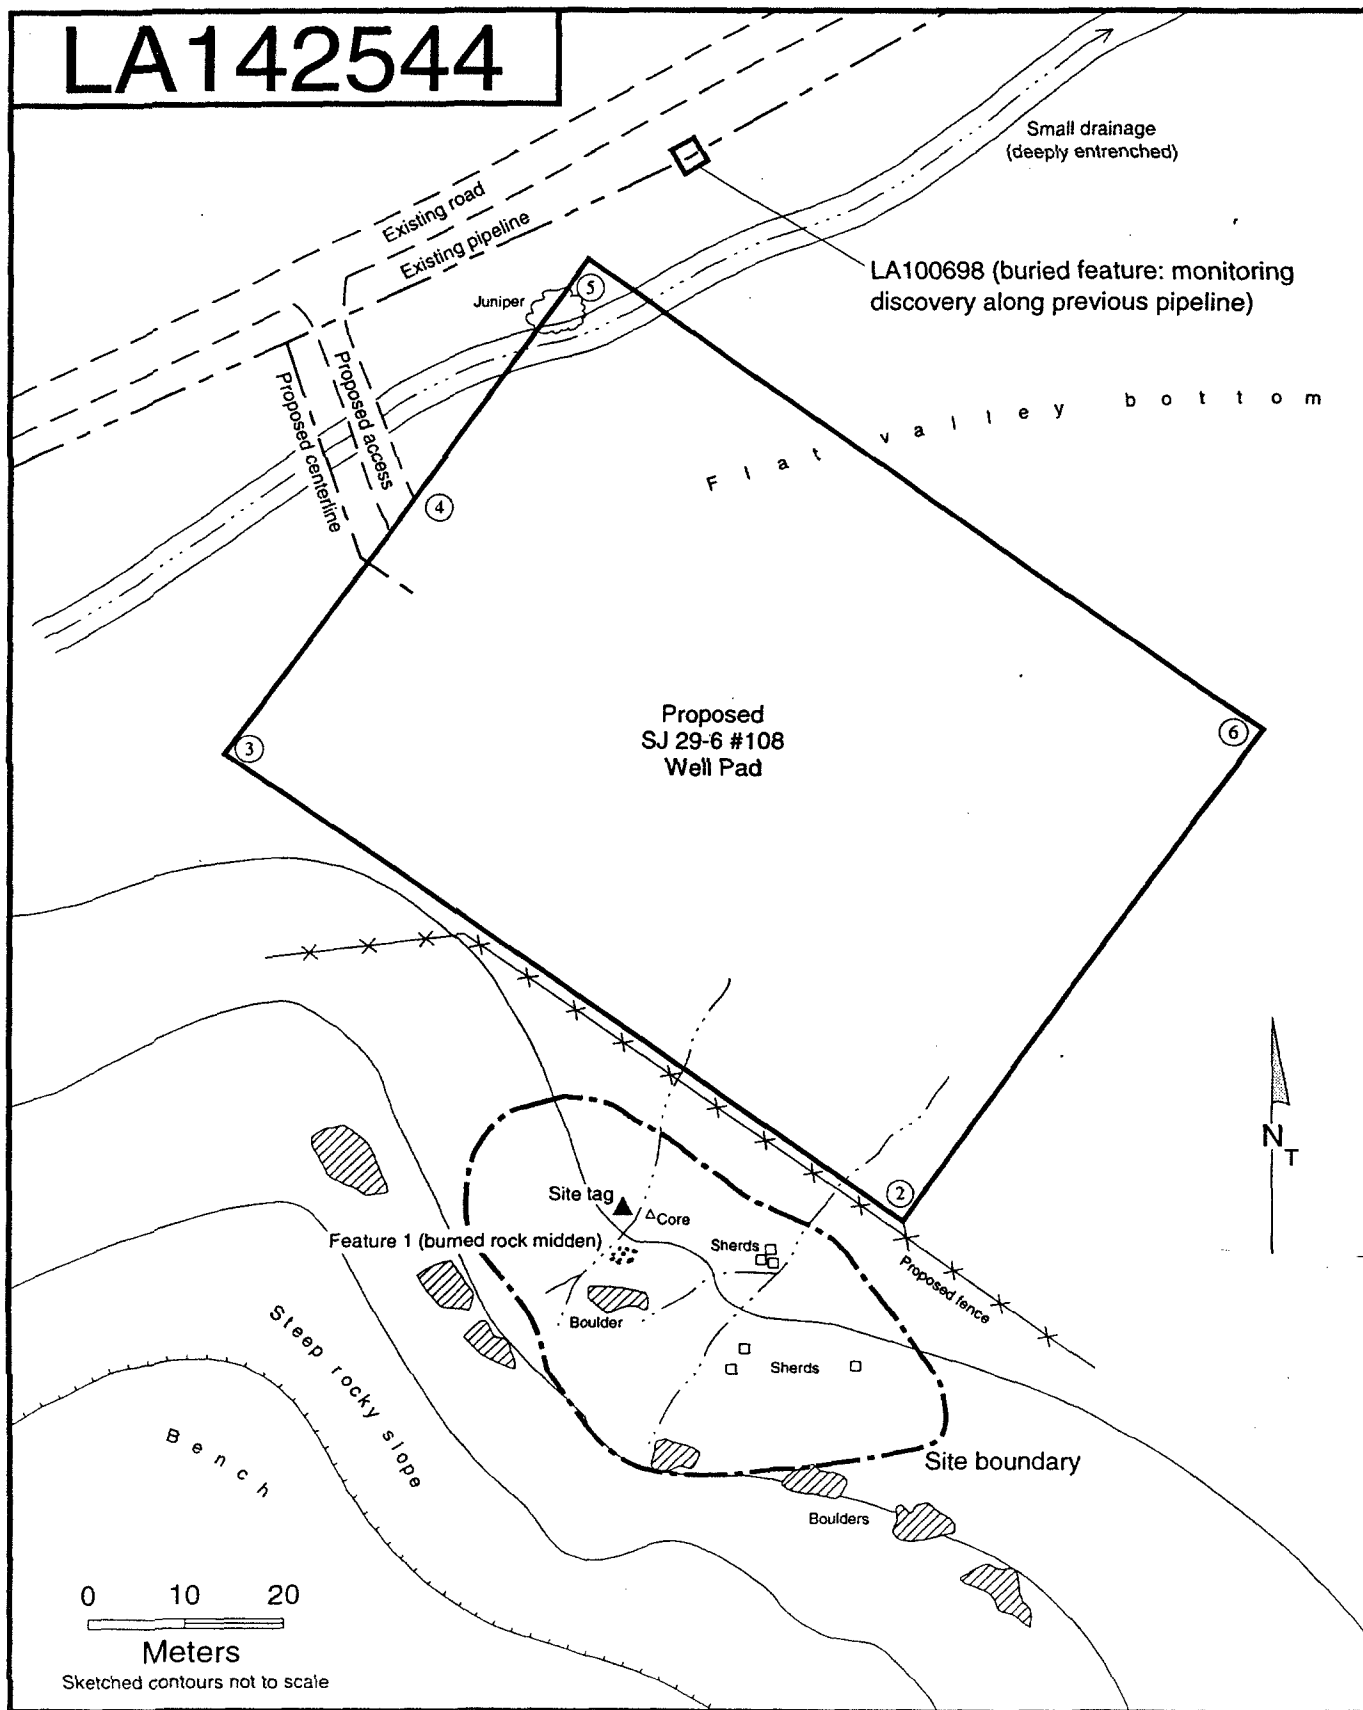 LA142544
Small drainage
(deeply entrenched)
Existing road
Existing pipeline
LA100698 (buried feature: monitoring
discovery along previous pipeline)
Juniper
5
Proposed access
Proposed centerline
Flat valley bottom
4
3
Proposed
SJ 29-6 #108
Well Pad
6
N
T
2
Site tag
Core
Feature 1 (burned rock midden)
Sherds
Proposed fence
Boulder
Sherds
Steep rocky slope
Bench
Site boundary
Boulders
0 10 20
Meters
Sketched contours not to scale